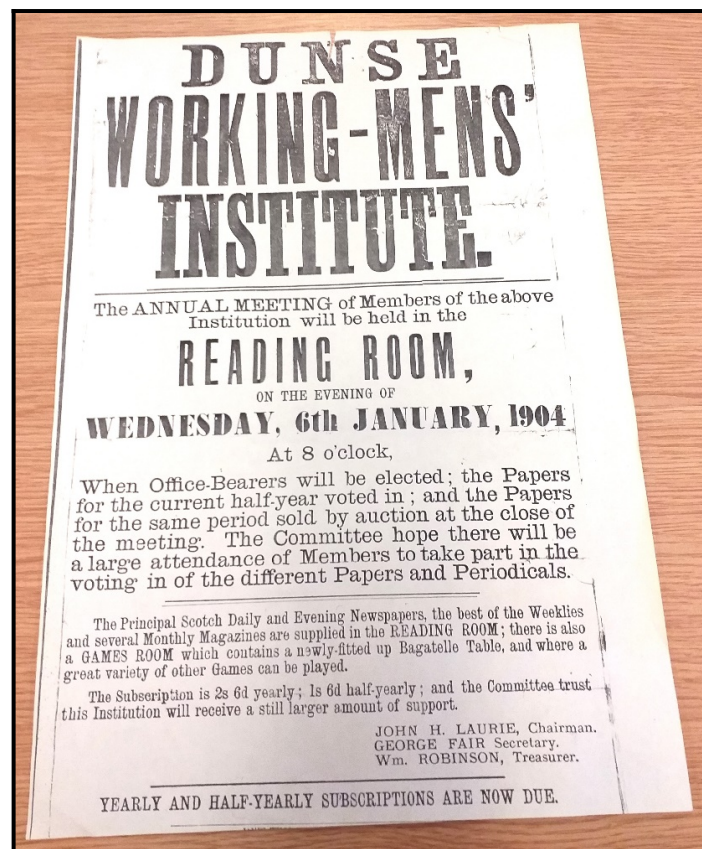 DUNSE
WORKING-MENS'
INSTITUTE.
The ANNUAL MEETING of Members of the above
Institution will be held in the
READING ROOM,
ON THE EVENING OF
WEDNESDAY, 6th JANUARY, 1904
At 8 o'clock,
When Office-Bearers will be elected; the Papers
for the current half-year voted in; and the Papers
for the same period sold by auction at the close of
the meeting. The Committee hope there will be
a large attendance of Members to take part in the
voting in of the different Papers and Periodicals.
The Principal Scotch Daily and Evening Newspapers, the best of the Weeklies
and several Monthly Magazines are supplied in the READING ROOM; there is also
a GAMES ROOM which contains a newly-fitted up Bagatelle Table, and where a
great variety of other Games can be played.
The Subscription is 2s 6d yearly; 1s 6d half-yearly; and the Committee trust
this Institution will receive a still larger amount of support.
JOHN H. LAURIE, Chairman.
GEORGE FAIR Secretary.
Wm. ROBINSON, Treasurer.
YEARLY AND HALF-YEARLY SUBSCRIPTIONS ARE NOW DUE.